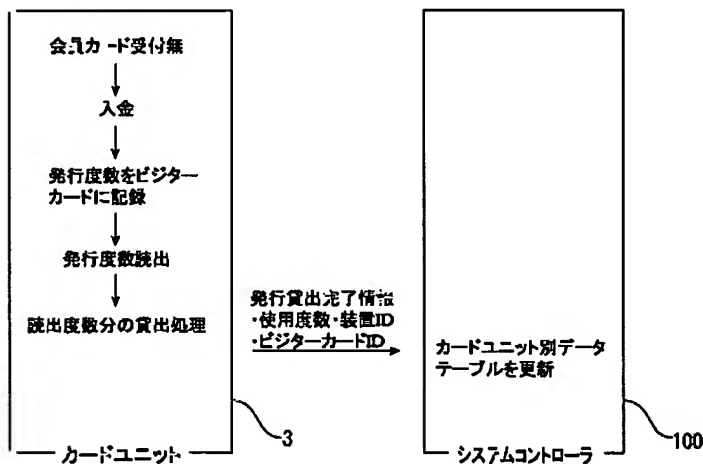 会員カード受付無
入金
発行度数をビジター
カードに記録
発行度数読出
読出度数分の貸出処理
発行貸出完了情報
・使用度数・装置ID
・ビジターカードID
カードユニット別データ
テーブルを更新
3
100
カードユニット
システムコントローラ